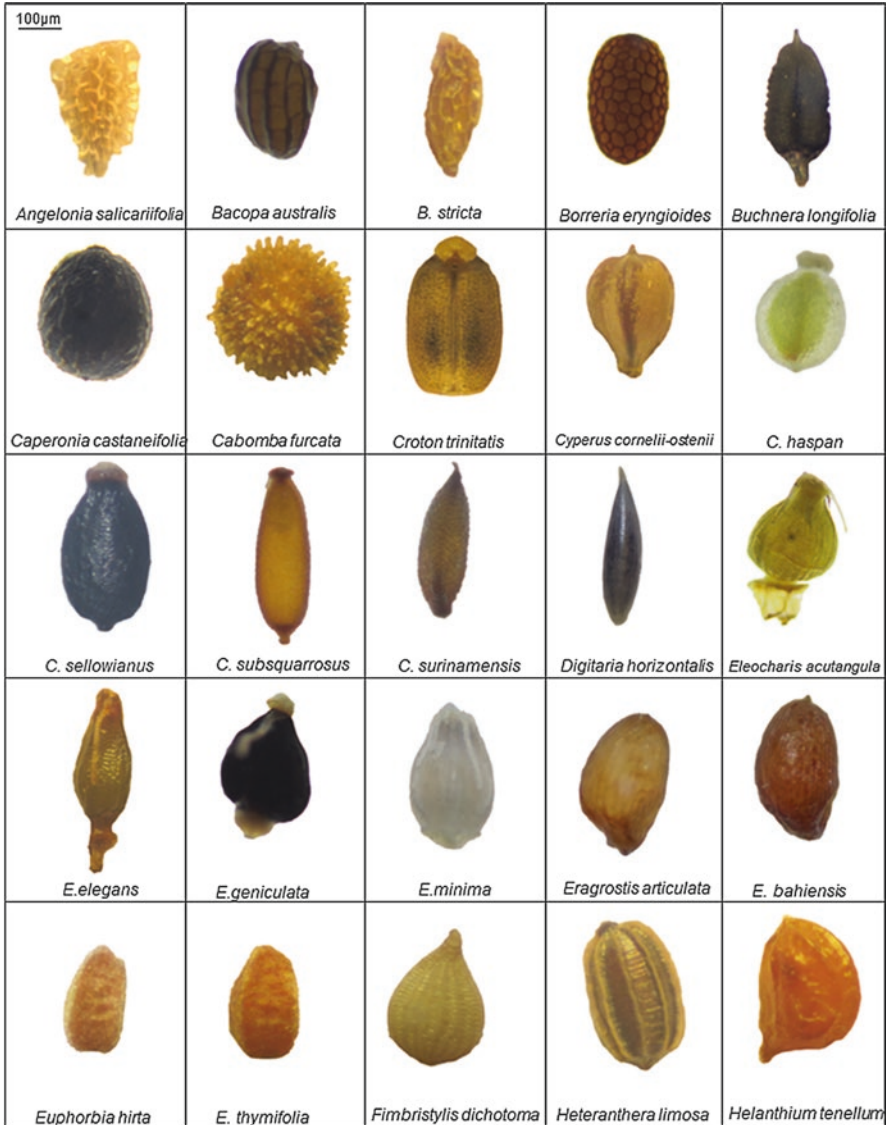 100µm
Angelonia salicariifolia
Bacopa australis
B. stricta
Borreria eryngioides
Buchnera longifolia
Caperonia castaneifolia
Cabomba furcata
Croton trinitatis
Cyperus cornelii-ostenii
C. haspan
C. sellowianus
C. subsquarrosus
C. surinamensis
Digitaria horizontalis
Eleocharis acutangula
E.elegans
E.geniculata
E.minima
Eragrostis articulata
E. bahiensis
Euphorbia hirta
E. thymifolia
Fimbristylis dichotoma
Heteranthera limosa
Helanthium tenellum